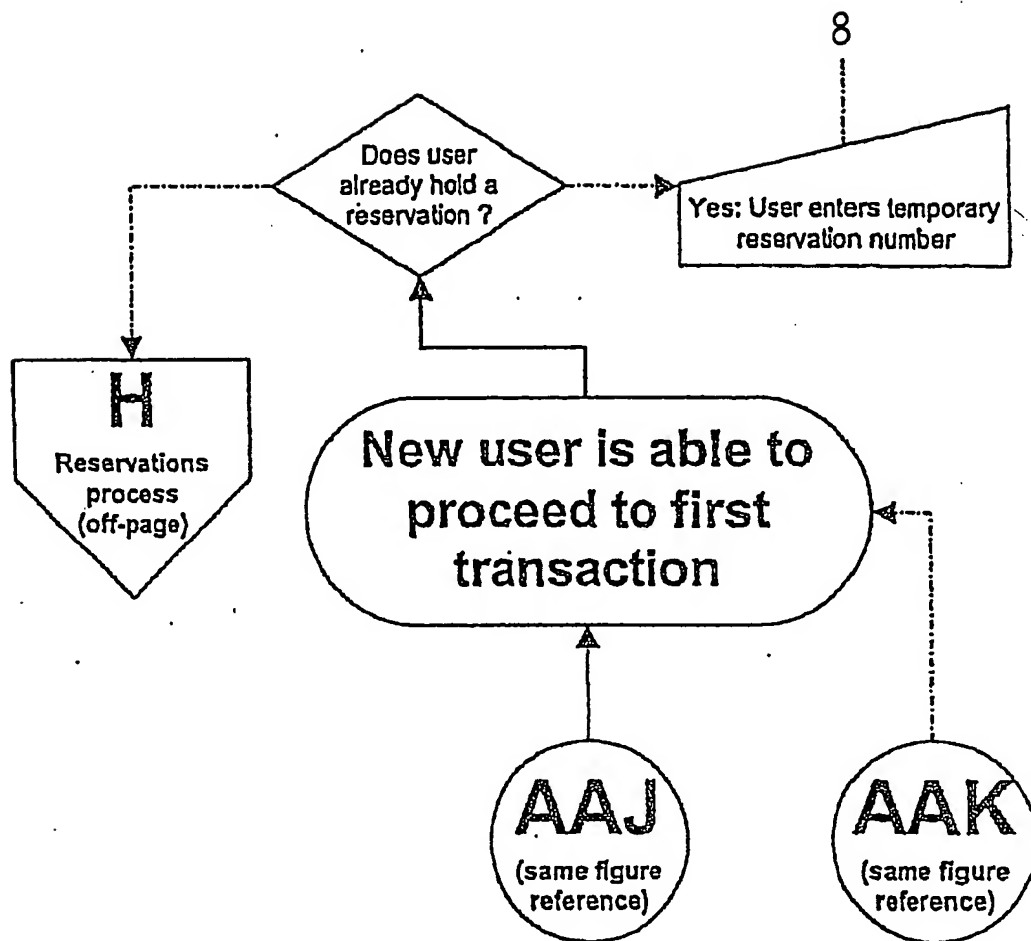 8
Does user
already hold a
reservation ?
Yes: User enters temporary
reservation number
H
Reservations
process
(off-page)
New user is able to
proceed to first
transaction
AAJ
(same figure
reference)
AAK
(same figure
reference)